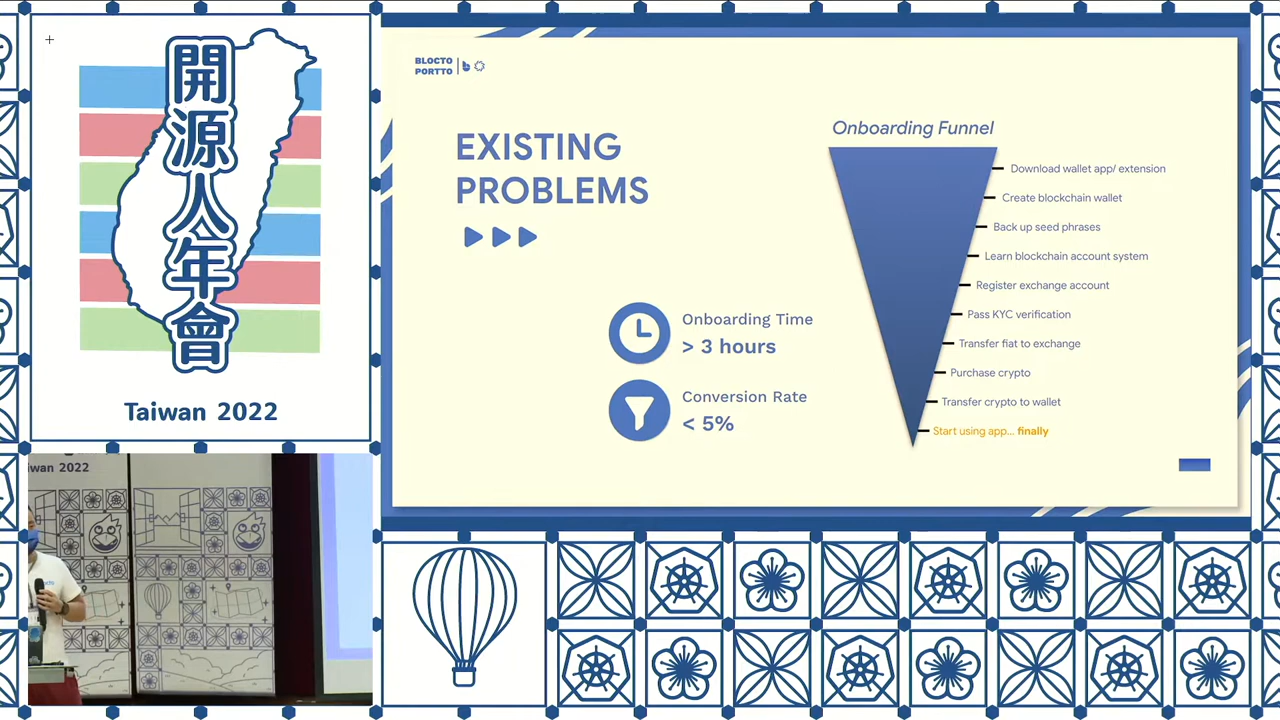 開源人年會
Taiwan 2022
BLOCTO
PORTTO
EXISTING
PROBLEMS
Onboarding Time
> 3 hours
Conversion Rate
< 5%
Onboarding Funnel
Download wallet app/ extension
Create blockchain wallet
Back up seed phrases
Learn blockchain account system
Register exchange account
Pass KYC verification
Transfer fiat to exchange
Purchase crypto
Transfer crypto to wallet
Start using app... finally
wan 2022